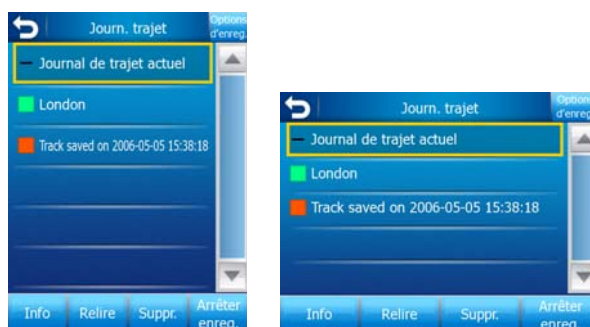 Journ. trajet
Options
d'enreg.
Journal de trajet actuel
London
Track saved on 2006-05-05 15:38:18
Info
Relire
Suppr.
Arrêter
enreg.
Journ. trajet
Options
d'enreg.
Journal de trajet actuel
London
Track saved on 2006-05-05 15:38:18
Info
Relire
Suppr.
Arrêter
enreg.